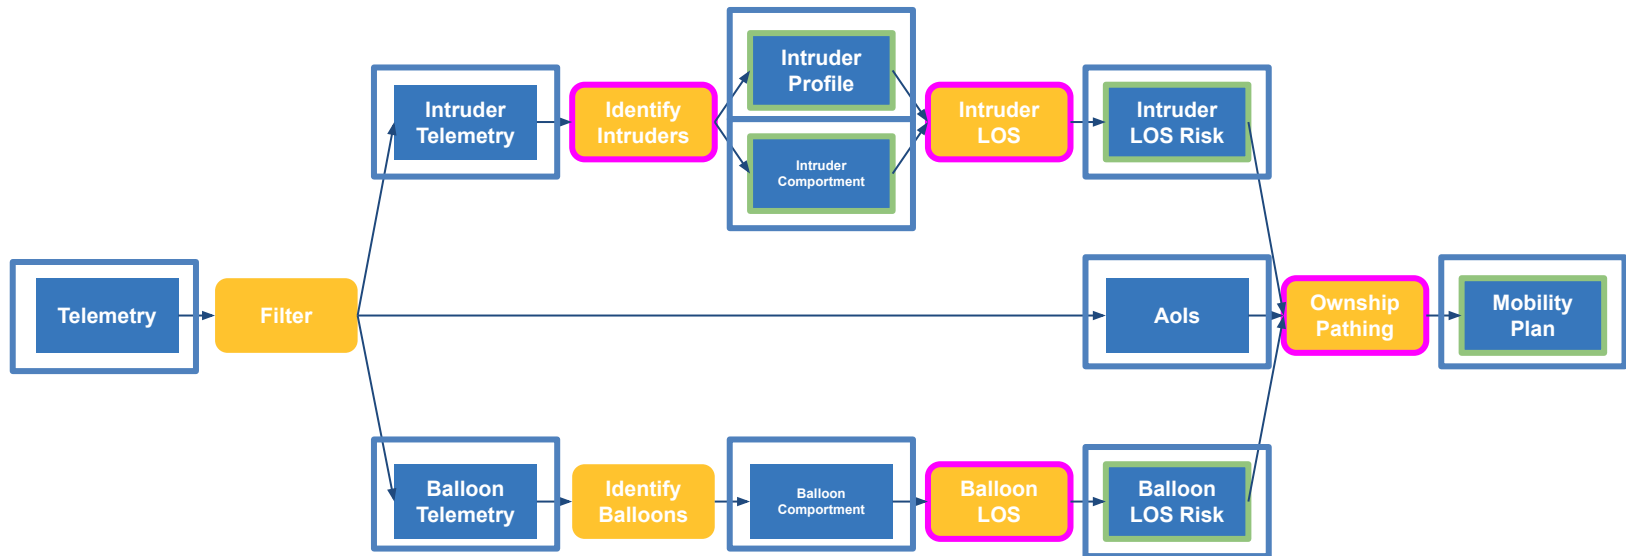 Intruder
Profile
Intruder
Telemetry
Identify
Intruders
Intruder
LOS
Intruder
LOS Risk
Intruder
Comportment
Telemetry
Filter
AoIs
Ownship
Pathing
Mobility
Plan
Balloon
Telemetry
Identify
Balloons
Balloon
Comportment
Balloon
LOS
Balloon
LOS Risk